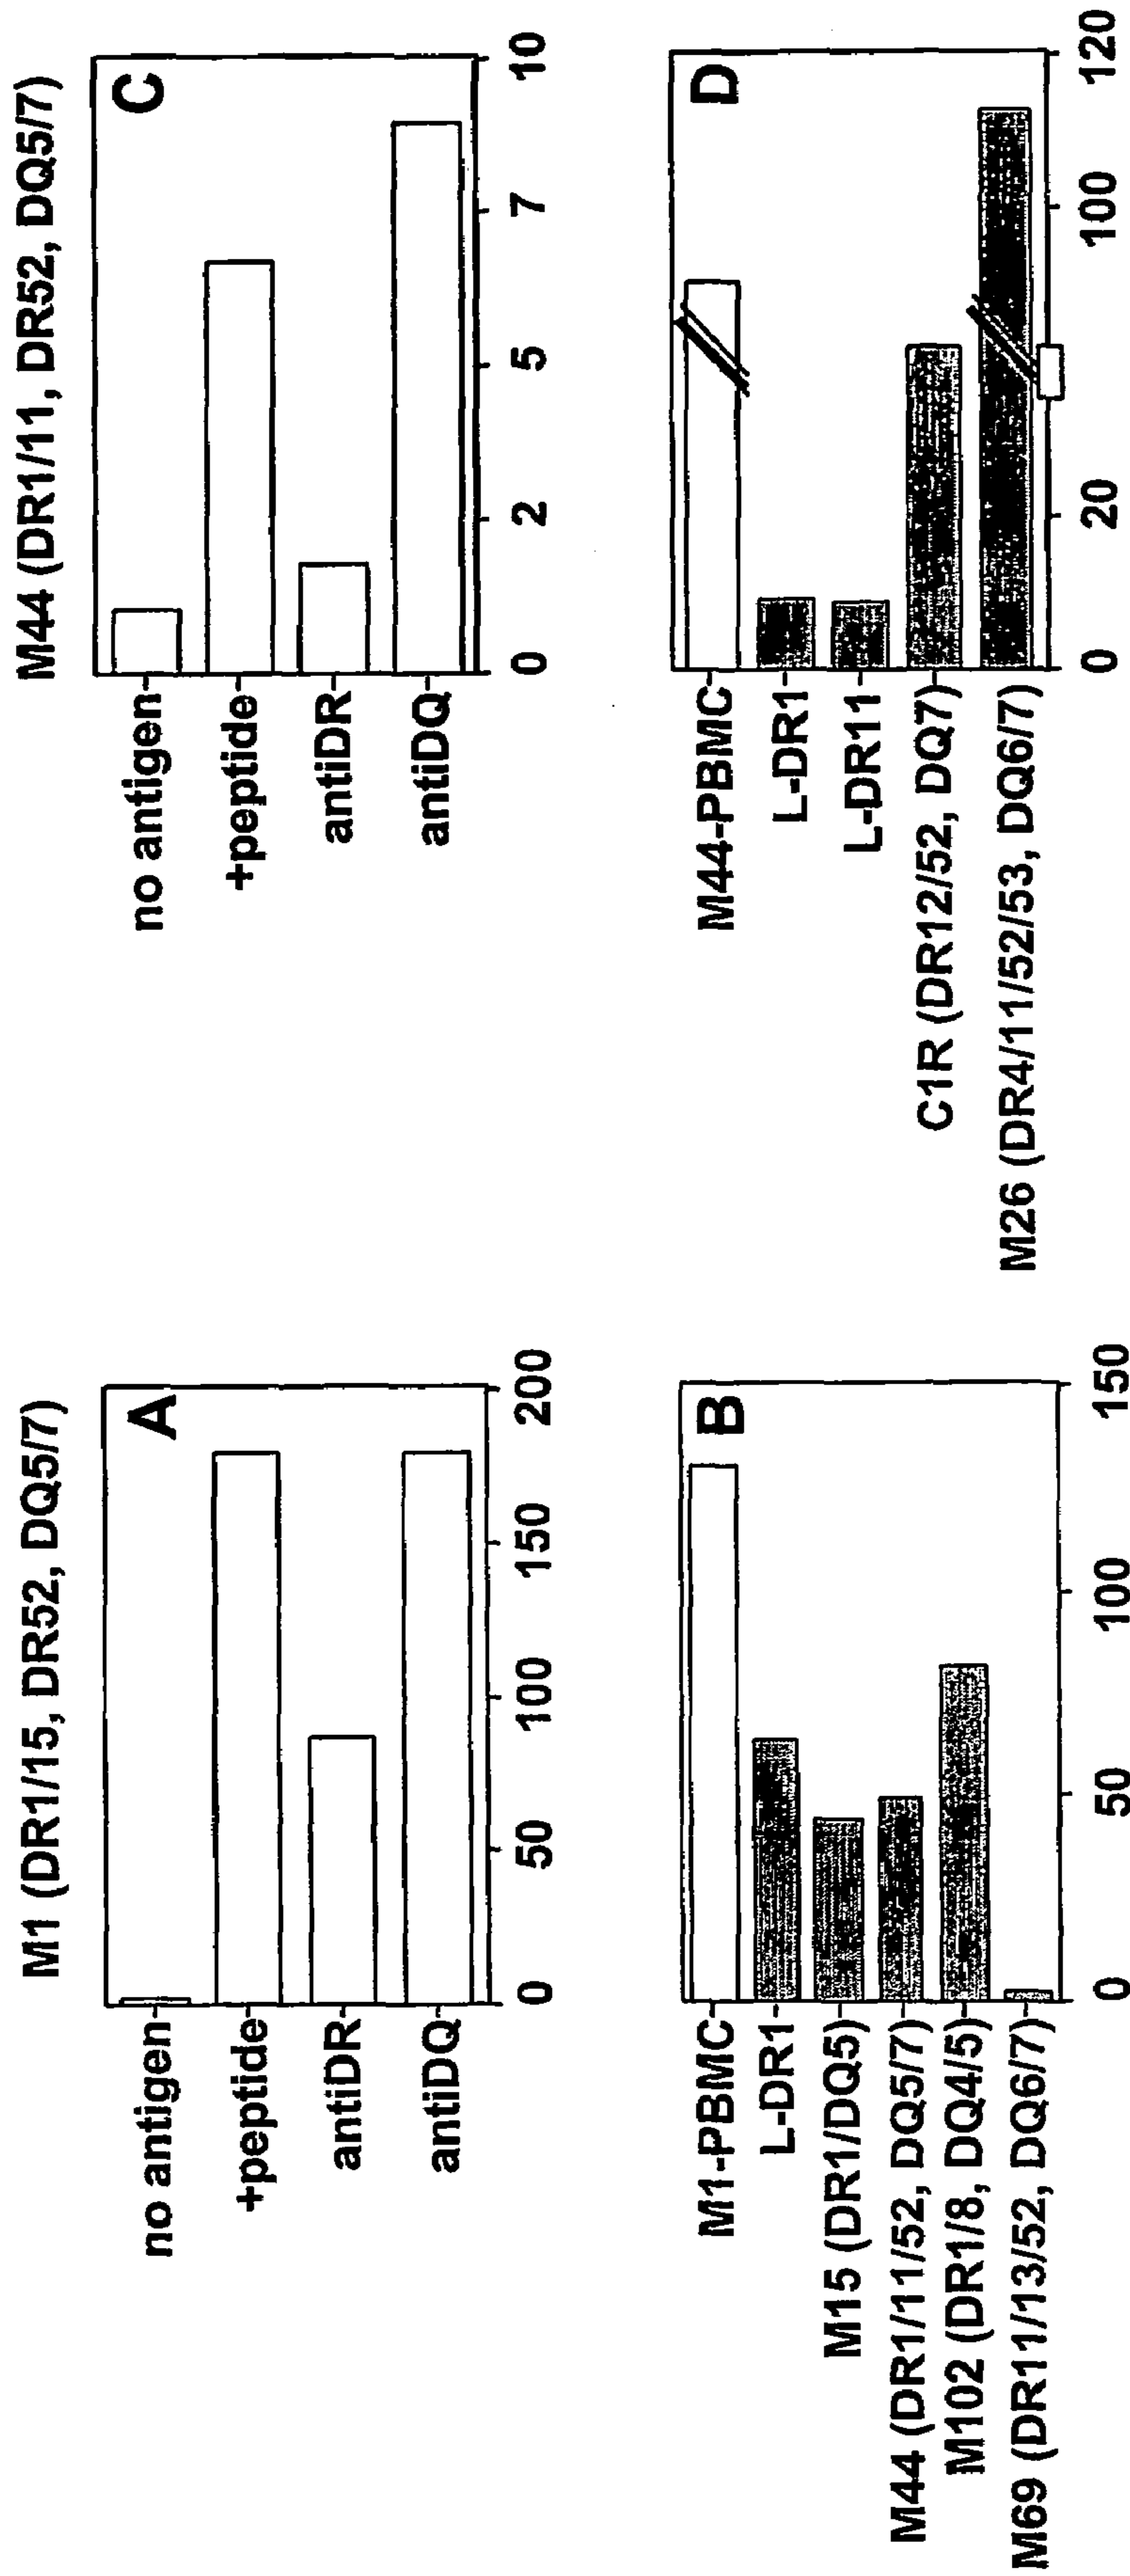 M1 (DR1/15, DR52, DQ5/7)
A
no antigen
+peptide
antiDR
antiDQ
0 50 100 150 200
B
M1-PBMC
L-DR1
M15 (DR1/DQ5)
M44 (DR1/11/52, DQ5/7)
M102 (DR1/8, DQ4/5)
M69 (DR11/13/52, DQ6/7)
0 50 100 150
M44 (DR1/11, DR52, DQ5/7)
C
no antigen
+peptide
antiDR
antiDQ
0 2 5 7 10
D
M44-PBMC
L-DR1
L-DR11
C1R (DR12/52, DQ7)
M26 (DR4/11/52/53, DQ6/7)
0 20 100 120